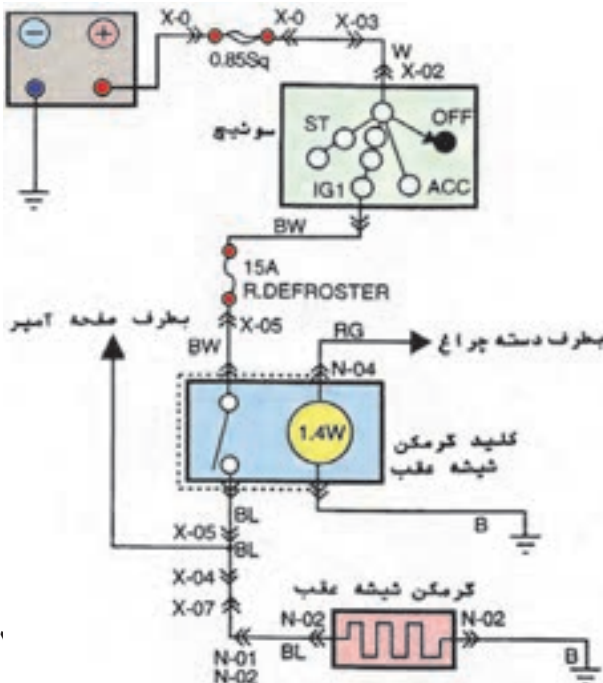 X-0
X-0
X-03
0.85Sq
W
X-02
− +
سوئیچ
ST
OFF
IG1
ACC
BW
15A
R.DEFROSTER
بطرف صفحه آمپر
X-05
RG
بطرف دسته چراغ
BW
N-04
1.4W
کلید گرمکن
شیشه عقب
BL
B
X-05
BL
X-04
گرمکن شیشه عقب
X-07
N-02
N-02
BL
N-01
N-02
B